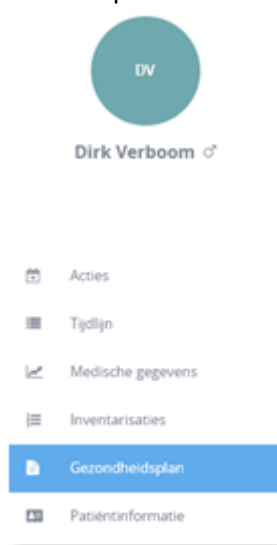 DV
Dirk Verboom ♂
Acties
Tijdlijn
Medische gegevens
Inventarisaties
Gezondheidsplan
Patiëntinformatie